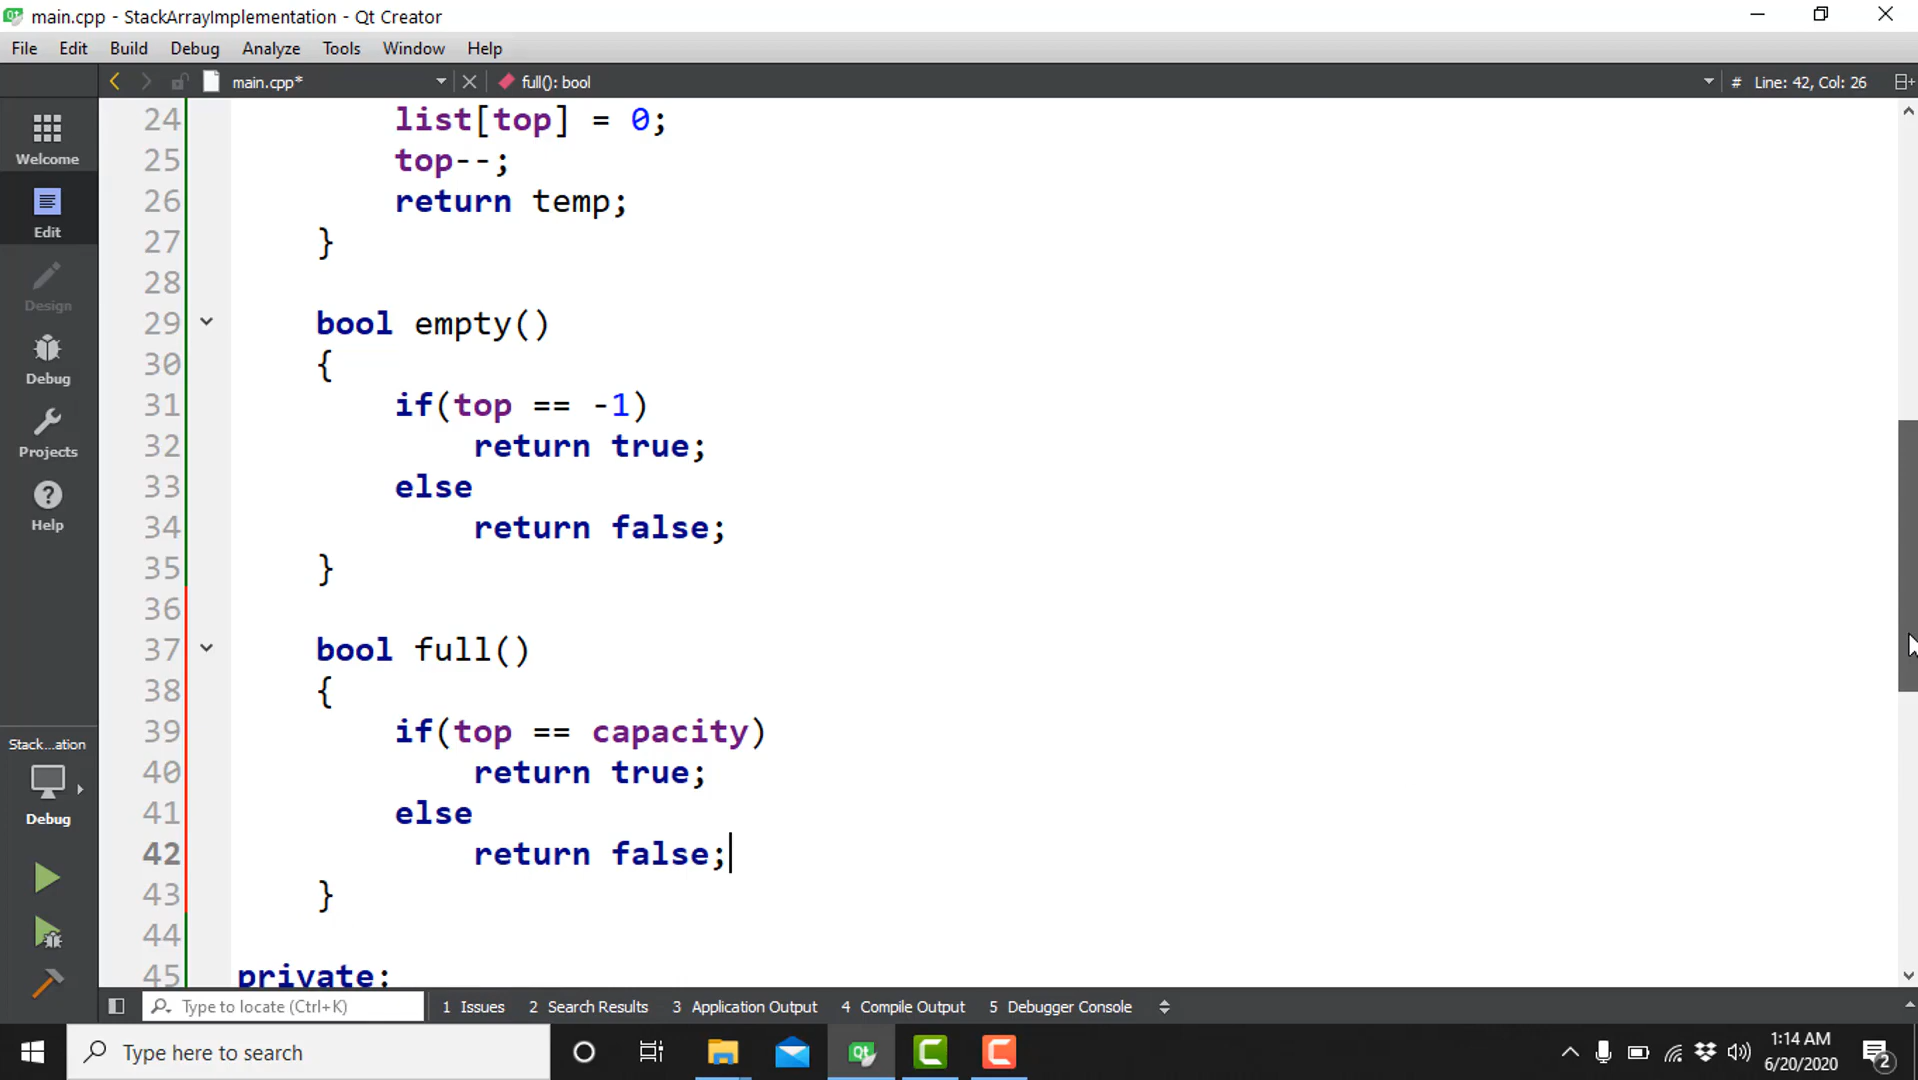 main.cpp - StackArrayImplementation - Qt Creator
File Edit Build Debug Analyze Tools Window Help
main.cpp* full(): bool # Line: 42, Col: 26
24 list[top] = 0;
25 top--;
26 return temp;
27 }
28
29 bool empty()
30 {
31 if(top == -1)
32 return true;
33 else
34 return false;
35 }
36
37 bool full()
38 {
39 if(top == capacity)
40 return true;
41 else
42 return false;
43 }
44
45 private:
Welcome
Edit
Design
Debug
Projects
Help
Stack...ation
Debug
Type to locate (Ctrl+K) 1 Issues 2 Search Results 3 Application Output 4 Compile Output 5 Debugger Console
Type here to search
Qt
1:14 AM
6/20/2020
2